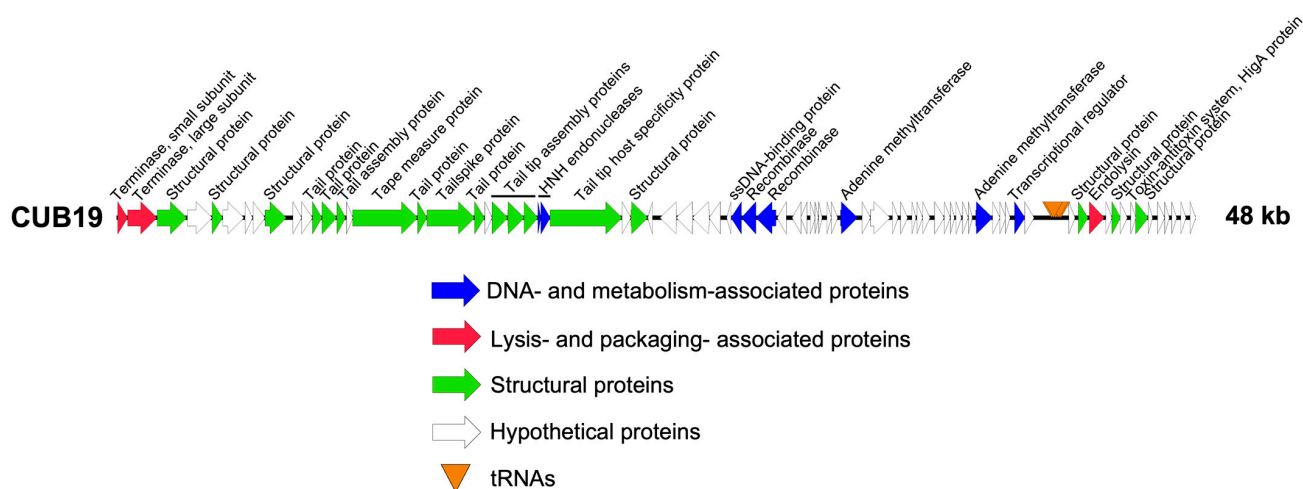 Terminase, small subunit
Terminase, large subunit
Structural protein
Structural protein
Structural protein
Tail protein
Tail protein
Tail assembly protein
Tape measure protein
Tail protein
Tailspike protein
Tail protein
Tail tip assembly proteins
HNH endonucleases
Tail tip host specificity protein
Structural protein
ssDNA-binding protein
Recombinase
Recombinase
Adenine methyltransferase
Adenine methyltransferase
Transcriptional regulator
Structural protein
Endolysin
Structural protein
Toxin-antitoxin system, HigA protein
Structural protein
CUB19
48 kb
DNA- and metabolism-associated proteins
Lysis- and packaging- associated proteins
Structural proteins
Hypothetical proteins
tRNAs